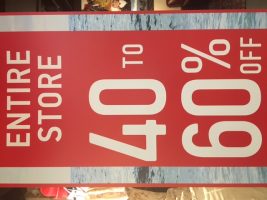 ENTIRE
STORE
40 TO
60% OFF